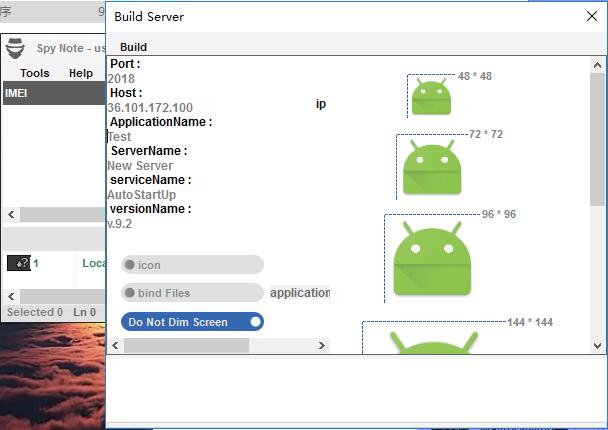 序
9
Build Server
Spy Note - us
Build
Tools Help
Port :
2018
48 * 48
IMEI
Host :
36.101.172.100
ip
ApplicationName :
Test
72 * 72
ServerName :
New Server
serviceName :
AutoStartUp
versionName :
v.9.2
96 * 96
1 Loca
icon
bind Files
application
Selected 0 Ln 0
Do Not Dim Screen
144 * 144